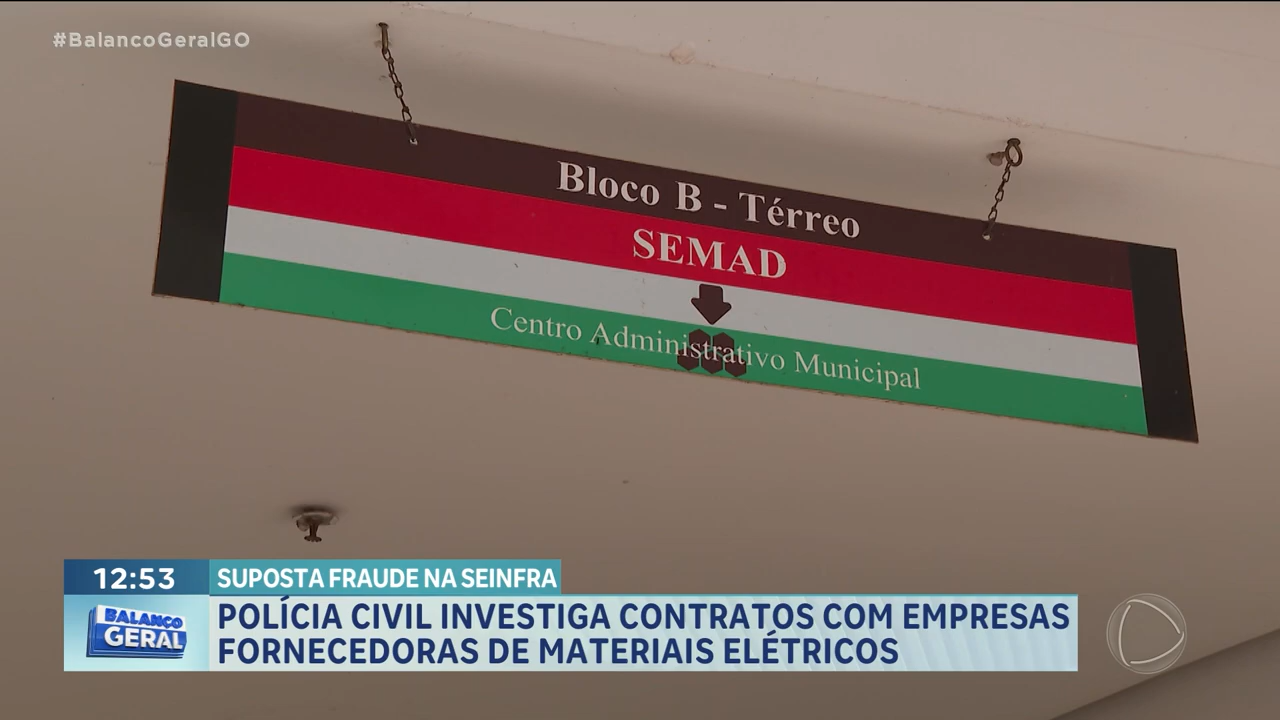 #BalancoGeralGO
Bloco B - Térreo
SEMAD
Centro Administrativo Municipal
12:53
SUPOSTA FRAUDE NA SEINFRA
BALANCO
GERAL
POLÍCIA CIVIL INVESTIGA CONTRATOS COM EMPRESAS
FORNECEDORAS DE MATERIAIS ELÉTRICOS